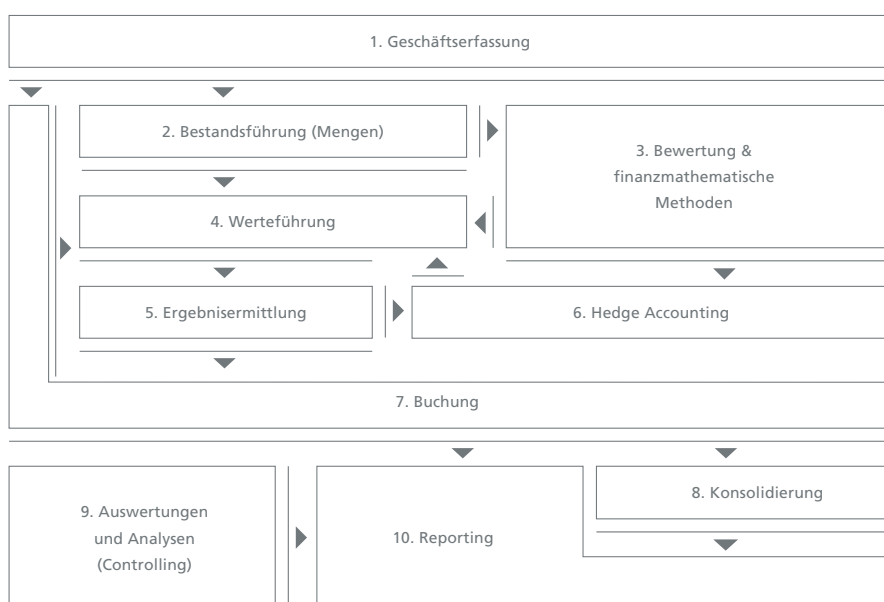 1. Geschäftserfassung
2. Bestandsführung (Mengen)
3. Bewertung &
finanzmathematische
Methoden
4. Werteführung
5. Ergebnisermittlung
6. Hedge Accounting
7. Buchung
8. Konsolidierung
9. Auswertungen
und Analysen
(Controlling)
10. Reporting